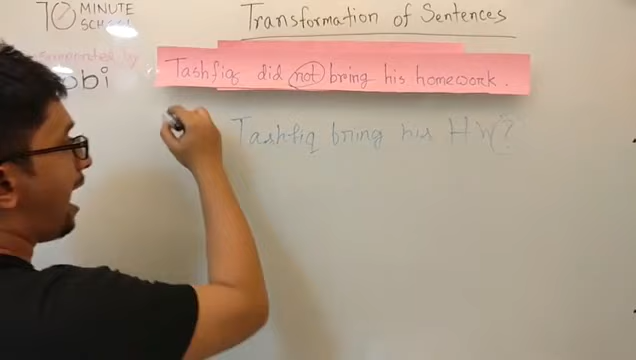 10 MINUTE
SCHOOL
Transformation of Sentences
Tashfiq did not bring his homework.
Tashfiq bring his HW?